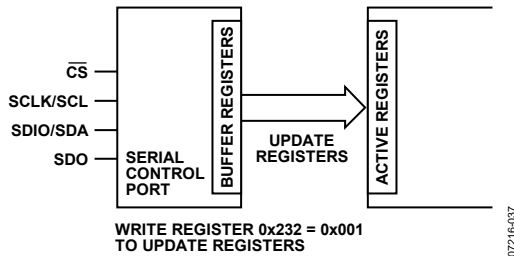 CS
SCLK/SCL
SDIO/SDA
SDO
SERIAL
CONTROL
PORT
BUFFER REGISTERS
UPDATE
REGISTERS
ACTIVE REGISTERS
WRITE REGISTER 0x232 = 0x001
TO UPDATE REGISTERS
07216-037